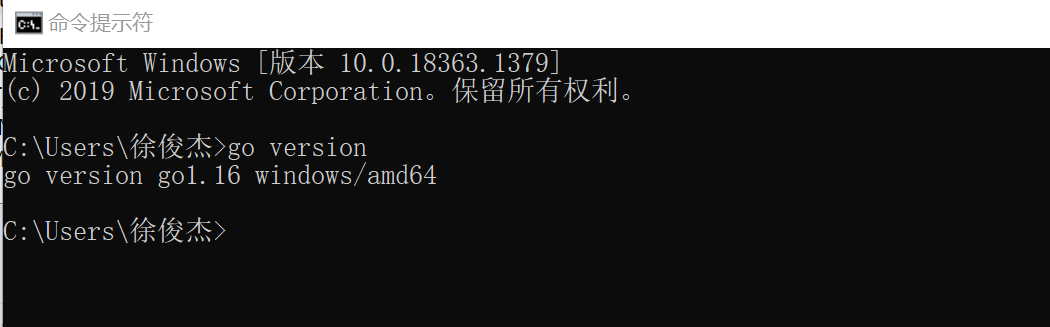 命令提示符
Microsoft Windows [版本 10.0.18363.1379]
(c) 2019 Microsoft Corporation。保留所有权利。
C:\Users\徐俊杰>go version
go version go1.16 windows/amd64
C:\Users\徐俊杰>